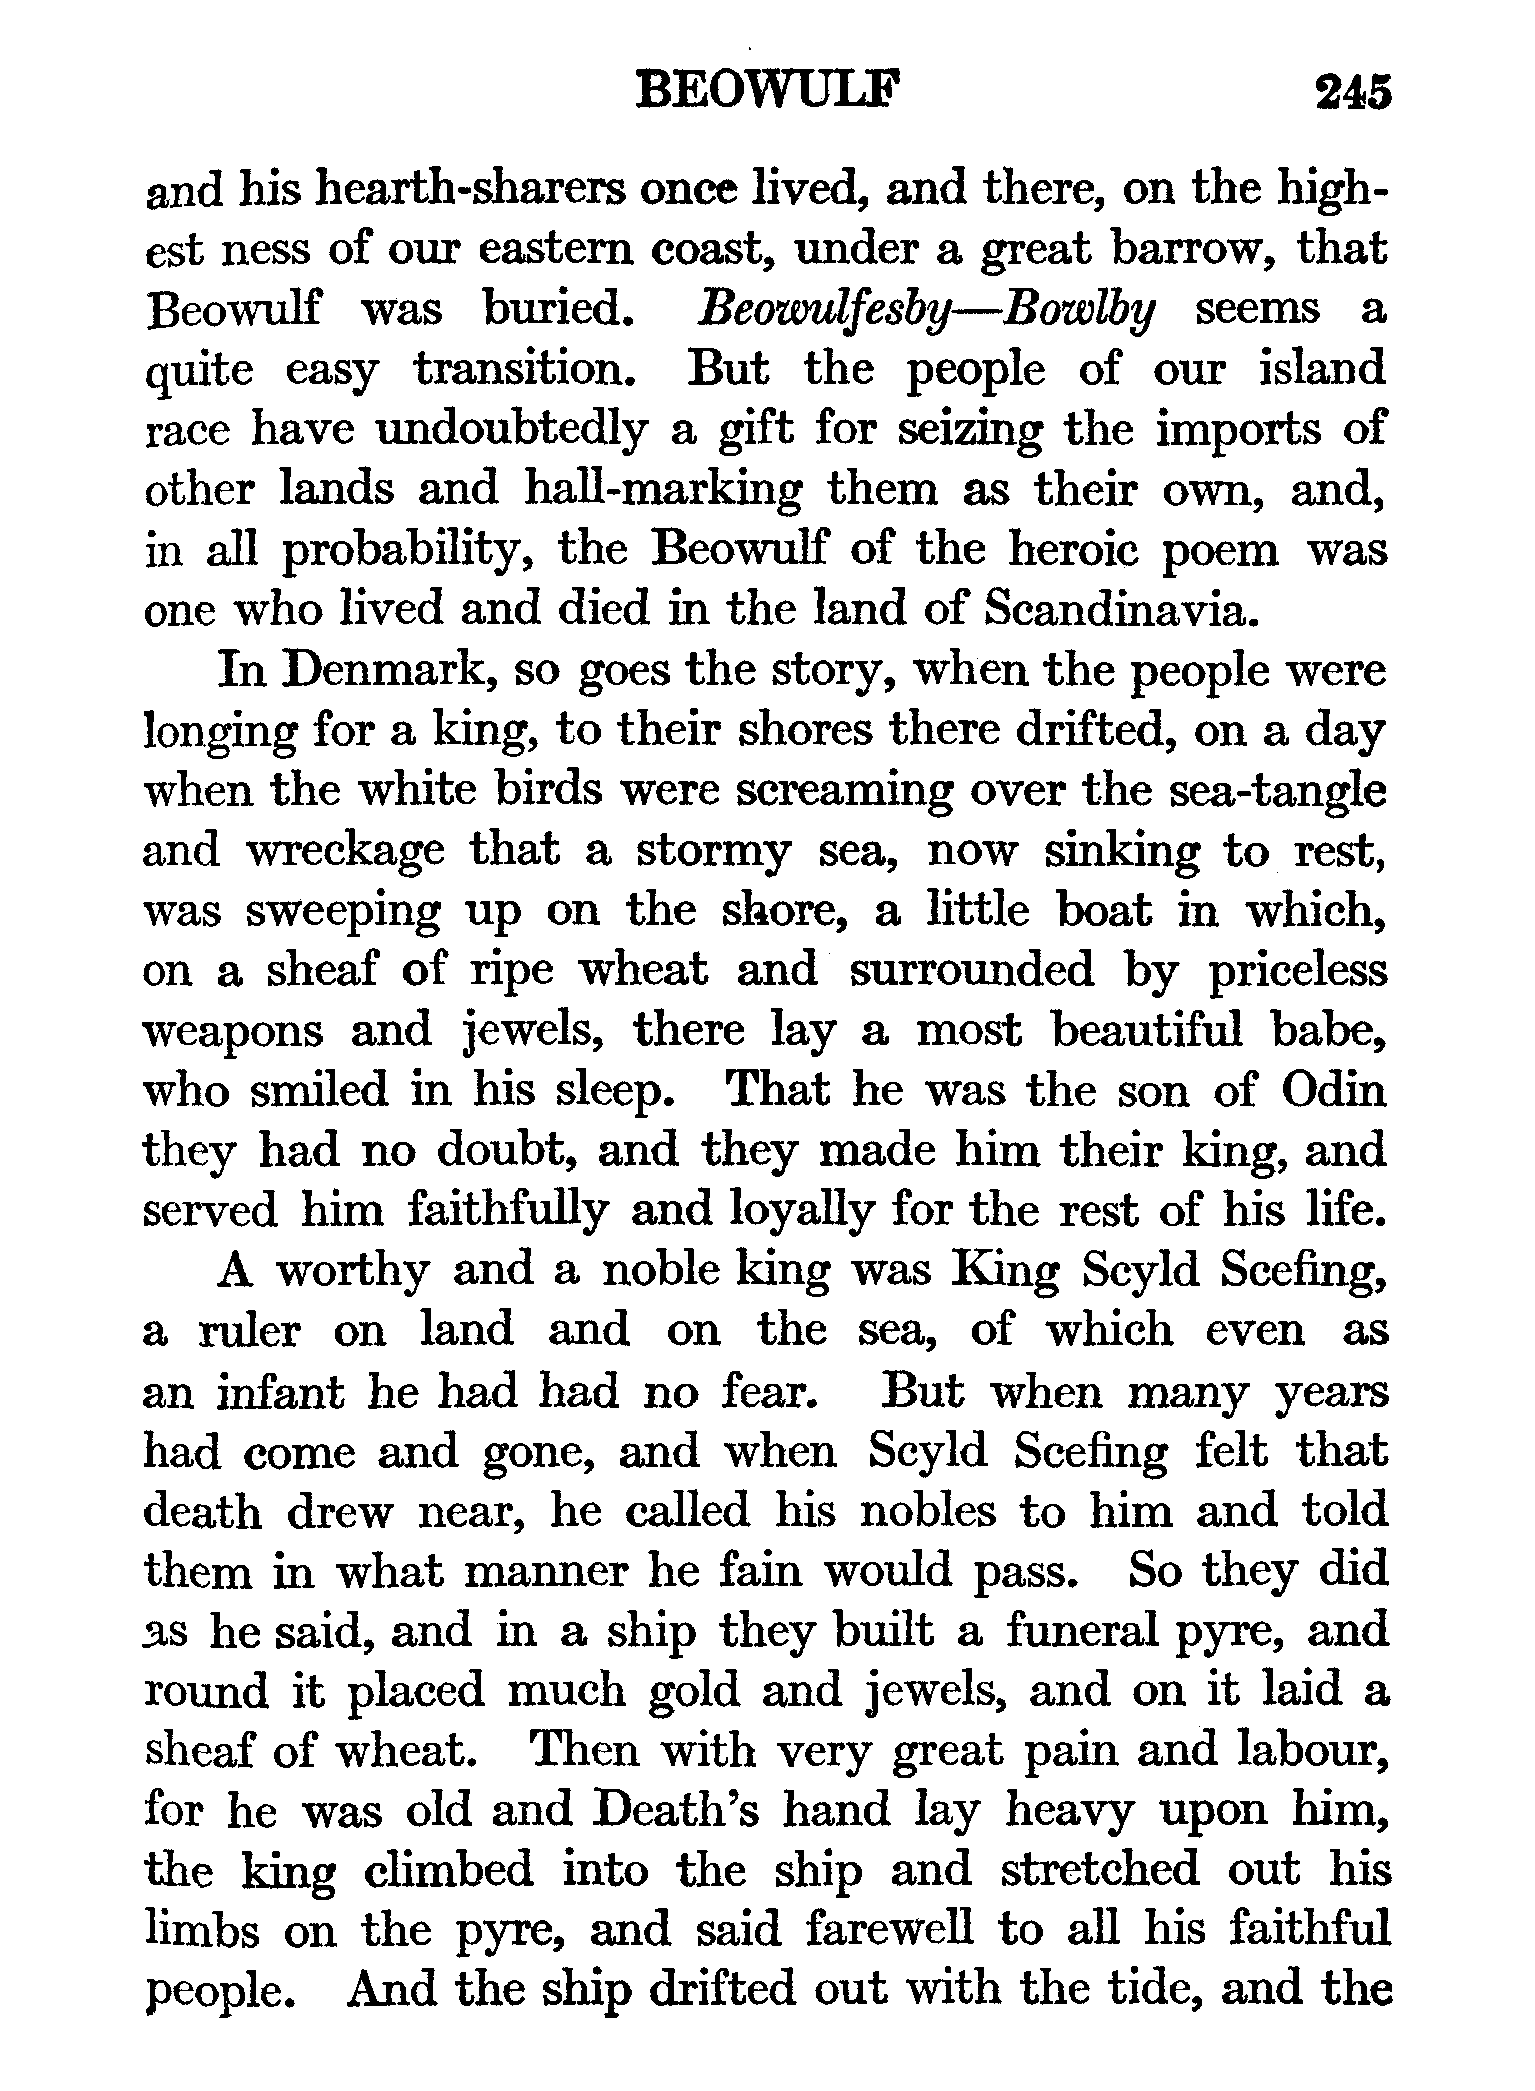 BEOWULF 245
and his hearth-sharers once lived, and there, on the high-
est ness of our eastern coast, under a great barrow, that
Beowulf was buried. Beowulfesby—Bowlby seems a
quite easy transition. But the people of our island
race have undoubtedly a gift for seizing the imports of
other lands and hall-marking them as their own, and,
in all probability, the Beowulf of the heroic poem was
one who lived and died in the land of Scandinavia.
In Denmark, so goes the story, when the people were
longing for a king, to their shores there drifted, on a day
when the white birds were screaming over the sea-tangle
and wreckage that a stormy sea, now sinking to rest,
was sweeping up on the shore, a little boat in which,
on a sheaf of ripe wheat and surrounded by priceless
weapons and jewels, there lay a most beautiful babe,
who smiled in his sleep. That he was the son of Odin
they had no doubt, and they made him their king, and
served him faithfully and loyally for the rest of his life.
A worthy and a noble king was King Scyld Scefing,
a ruler on land and on the sea, of which even as
an infant he had had no fear. But when many years
had come and gone, and when Scyld Scefing felt that
death drew near, he called his nobles to him and told
them in what manner he fain would pass. So they did
as he said, and in a ship they built a funeral pyre, and
round it placed much gold and jewels, and on it laid a
sheaf of wheat. Then with very great pain and labour,
for he was old and Death's hand lay heavy upon him,
the king climbed into the ship and stretched out his
limbs on the pyre, and said farewell to all his faithful
people. And the ship drifted out with the tide, and the